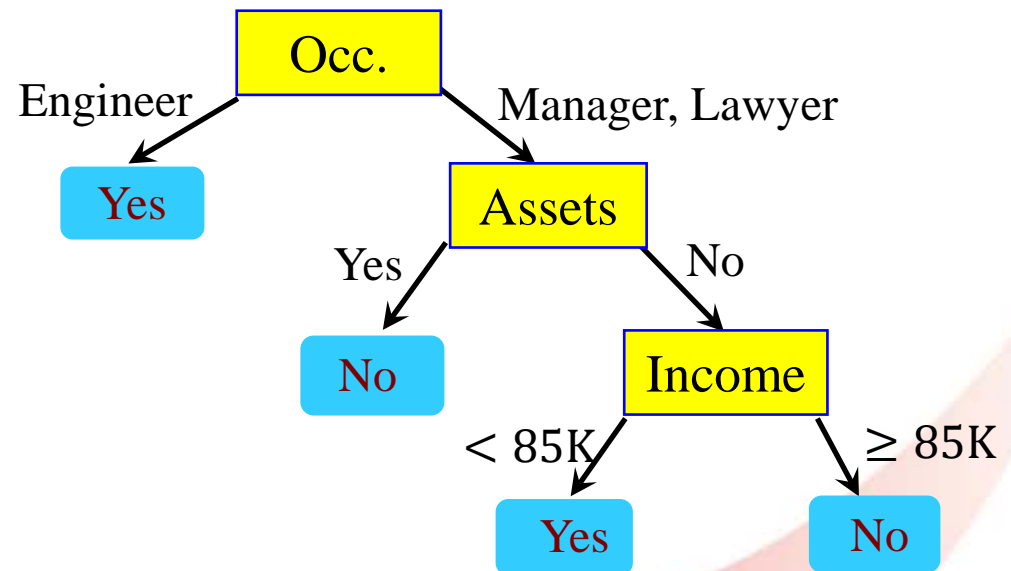 Occ.
Engineer
Manager, Lawyer
Yes
Assets
Yes
No
No
Income
< 85K
≥ 85K
Yes
No